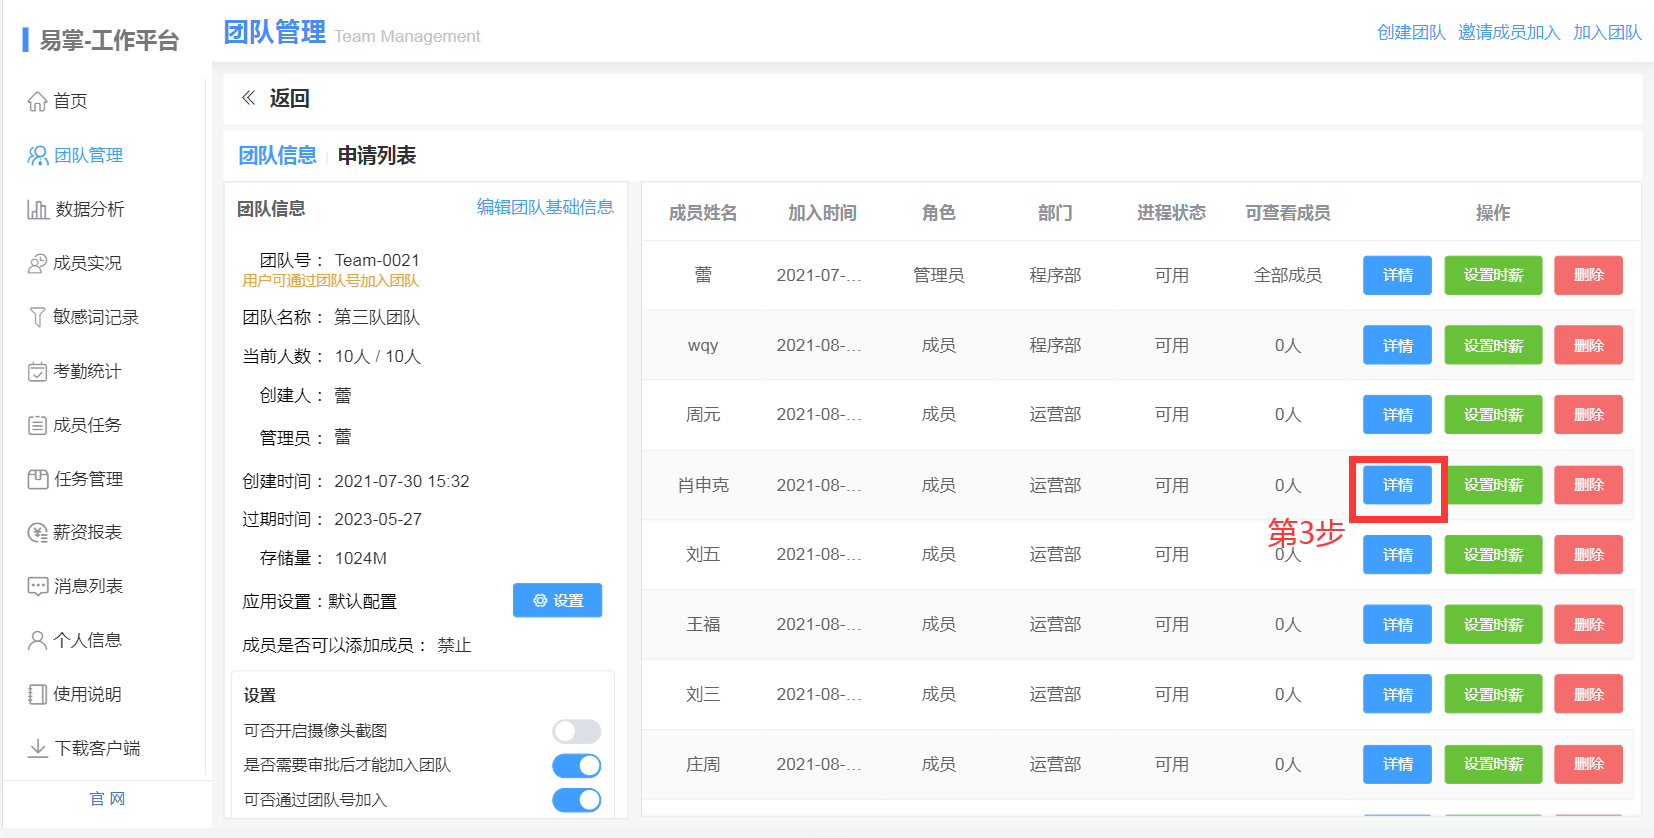 易掌-工作平台
团队管理 Team Management
创建团队 邀请成员加入 加入团队
首页
团队管理
数据分析
成员实况
敏感词记录
考勤统计
成员任务
任务管理
薪资报表
消息列表
个人信息
使用说明
下载客户端
官 网
返回
团队信息 申请列表
团队信息 编辑团队基础信息
团队号： Team-0021
用户可通过团队号加入团队
团队名称： 第三队团队
当前人数： 10人 / 10人
创建人： 蕾
管理员： 蕾
创建时间： 2021-07-30 15:32
过期时间： 2023-05-27
存储量： 1024M
应用设置：默认配置 设置
成员是否可以添加成员： 禁止
设置
可否开启摄像头截图
是否需要审批后才能加入团队
可否通过团队号加入
成员姓名 加入时间 角色 部门 进程状态 可查看成员 操作
蕾 2021-07-... 管理员 程序部 可用 全部成员 详情 设置时薪 删除
wqy 2021-08-... 成员 程序部 可用 0人 详情 设置时薪 删除
周元 2021-08-... 成员 运营部 可用 0人 详情 设置时薪 删除
肖申克 2021-08-... 成员 运营部 可用 0人 详情 设置时薪 删除
第3步
刘五 2021-08-... 成员 运营部 可用 0人 详情 设置时薪 删除
王福 2021-08-... 成员 运营部 可用 0人 详情 设置时薪 删除
刘三 2021-08-... 成员 运营部 可用 0人 详情 设置时薪 删除
庄周 2021-08-... 成员 运营部 可用 0人 详情 设置时薪 删除